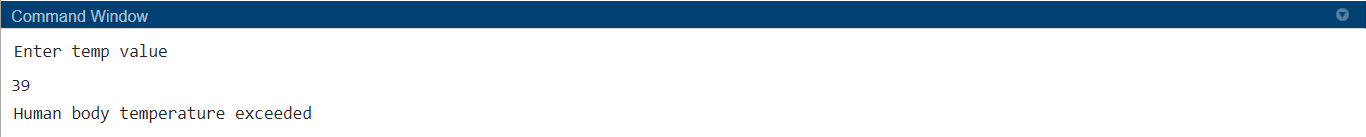 Command Window
Enter temp value
39
Human body temperature exceeded